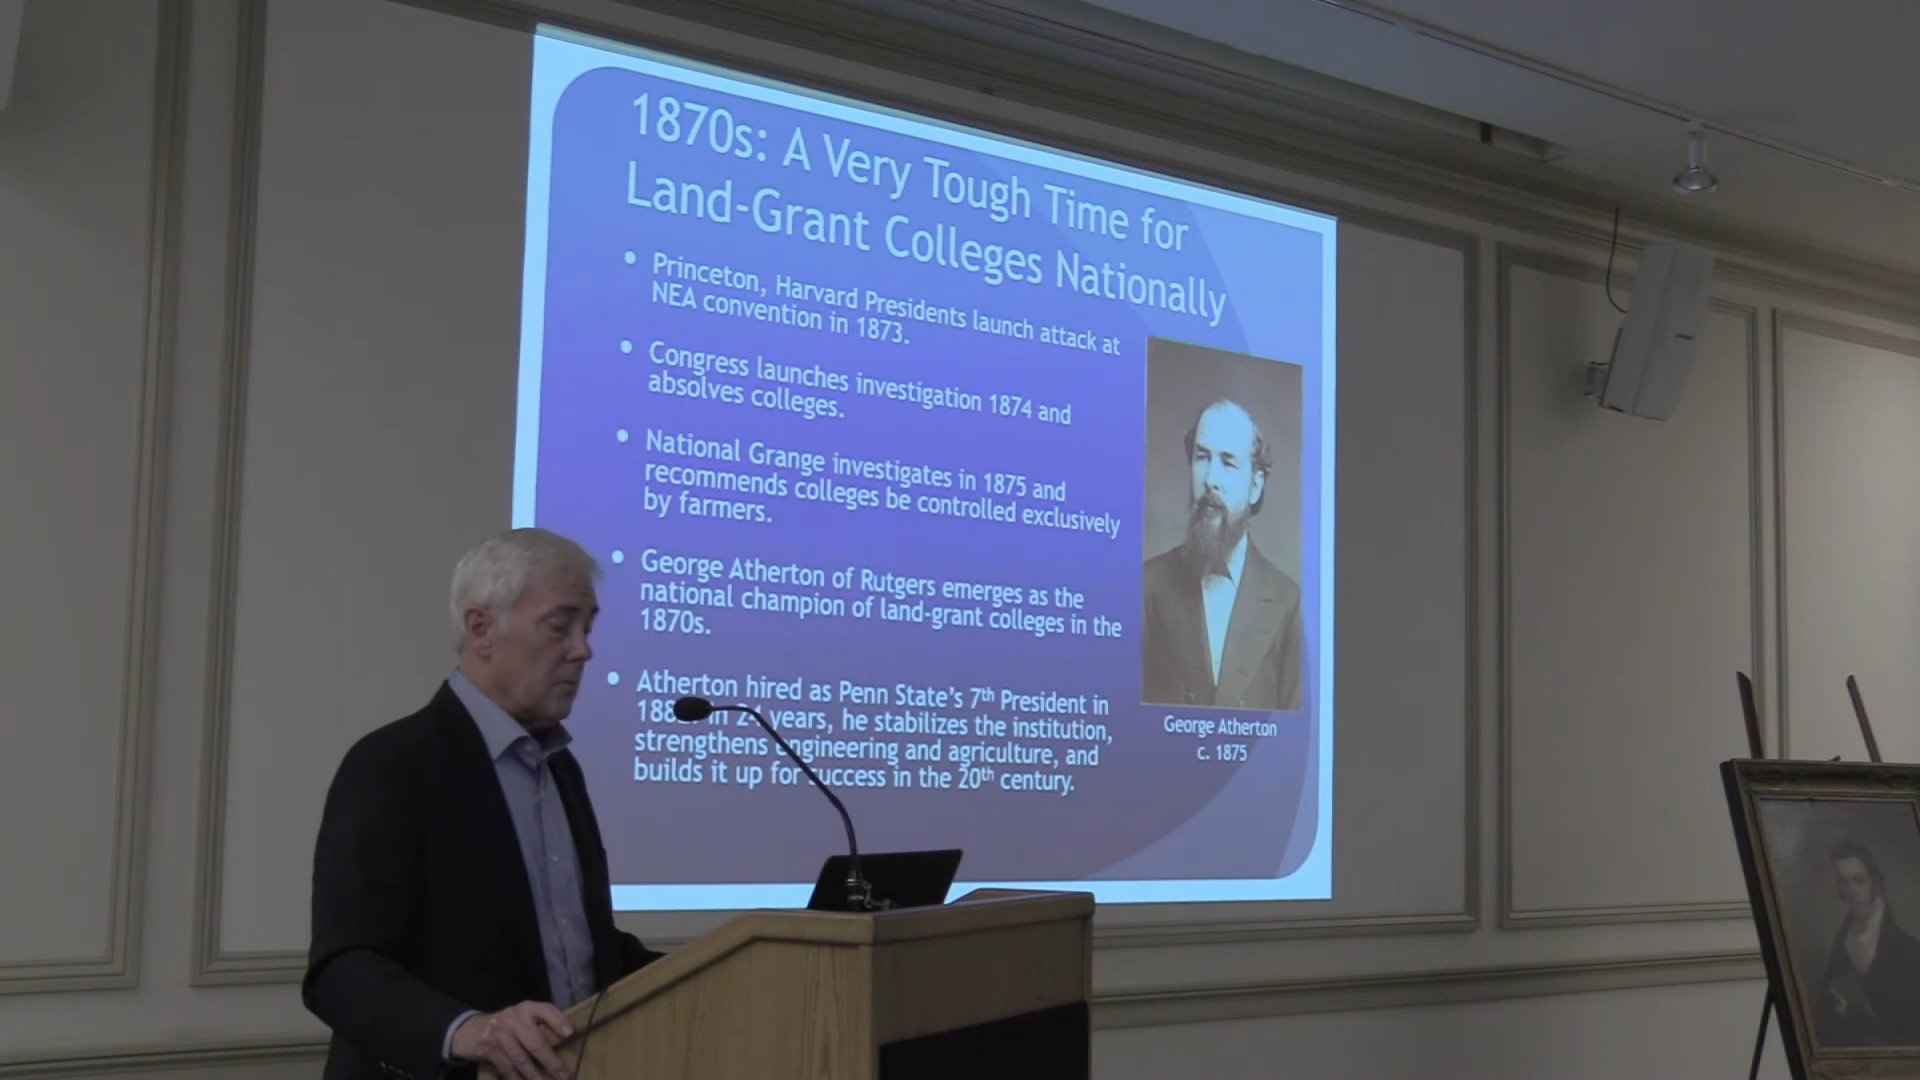 1870s: A Very Tough Time for
Land-Grant Colleges Nationally
• Princeton, Harvard Presidents launch attack at
NEA convention in 1873.
• Congress launches investigation 1874 and
absolves colleges.
• National Grange investigates in 1875 and
recommends colleges be controlled exclusively
by farmers.
• George Atherton of Rutgers emerges as the
national champion of land-grant colleges in the
1870s.
• Atherton hired as Penn State's 7th President in
in 24 years, he stabilizes the institution,
strengthens engineering and agriculture, and
builds it up for success in the 20th century.
George Atherton
c. 1875